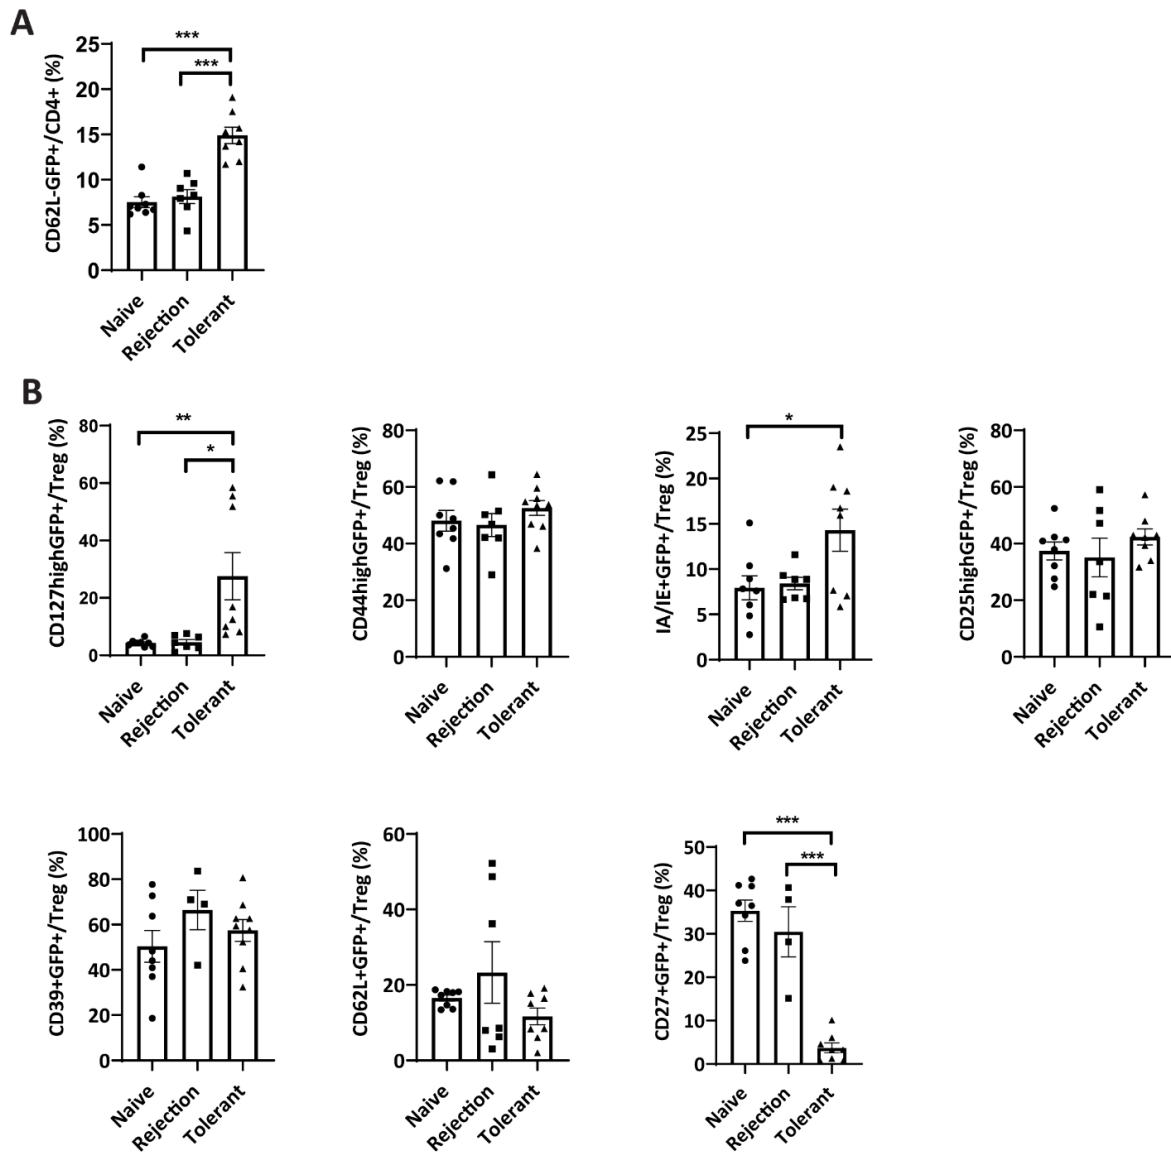 A
CD62L-GFP+/CD4+ (%)
25
20
15
10
5
0
***
***
Naive
Rejection
Tolerant
B
CD127highGFP+/Treg (%)
80
60
40
20
0
**
*
Naive
Rejection
Tolerant
CD44highGFP+/Treg (%)
80
60
40
20
0
Naive
Rejection
Tolerant
IA/IE+GFP+/Treg (%)
25
20
15
10
5
0
*
Naive
Rejection
Tolerant
CD25highGFP+/Treg (%)
80
60
40
20
0
Naive
Rejection
Tolerant
CD39+GFP+/Treg (%)
100
80
60
40
20
0
Naive
Rejection
Tolerant
CD62L+GFP+/Treg (%)
60
40
20
0
Naive
Rejection
Tolerant
CD27+GFP+/Treg (%)
50
40
30
20
10
0
***
***
Naive
Rejection
Tolerant